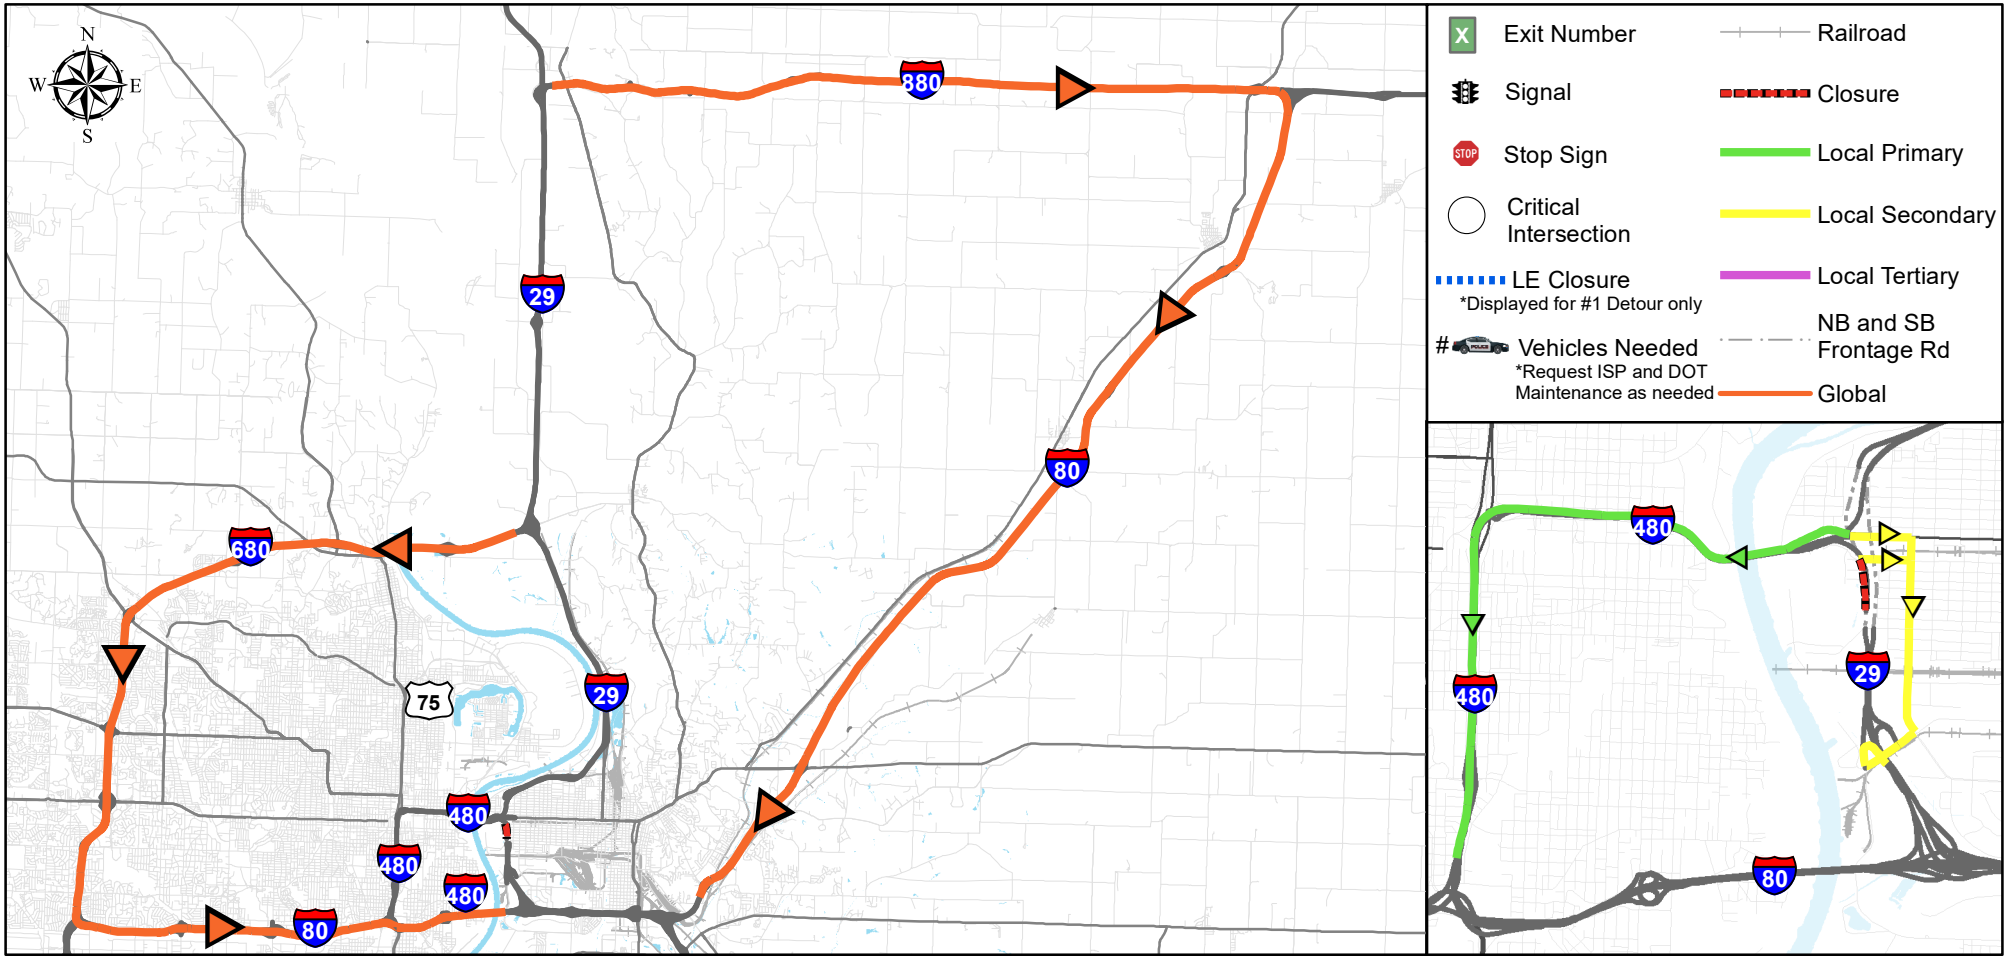 N
W E
S
880
29
80
680
75
29
480
480
480
80
X Exit Number
Signal
STOP Stop Sign
Critical
Intersection
LE Closure
*Displayed for #1 Detour only
# POLICE Vehicles Needed
*Request ISP and DOT
Maintenance as needed
Railroad
Closure
Local Primary
Local Secondary
Local Tertiary
NB and SB
Frontage Rd
Global
480
29
480
80